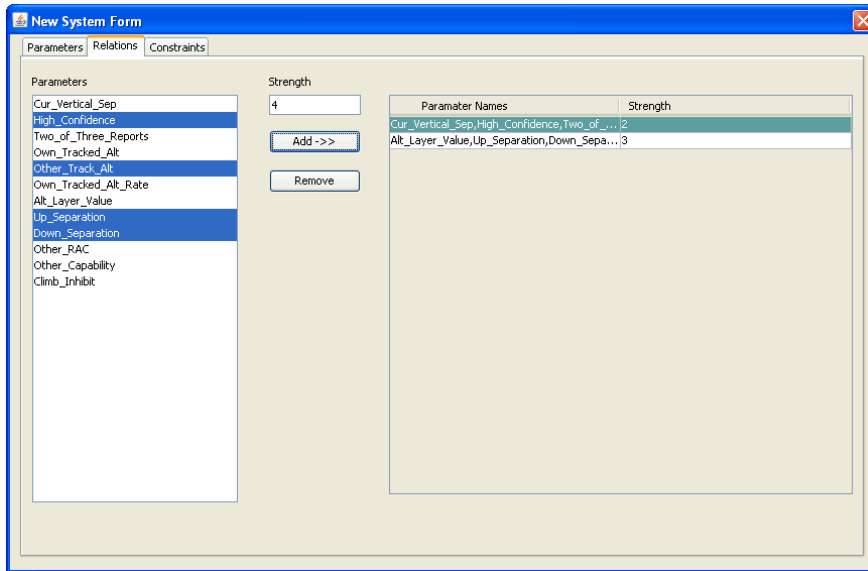 New System Form
Parameters Relations Constraints
Parameters
Cur_Vertical_Sep
High_Confidence
Two_of_Three_Reports
Own_Tracked_Alt
Other_Track_Alt
Own_Tracked_Alt_Rate
Alt_Layer_Value
Up_Separation
Down_Separation
Other_RAC
Other_Capability
Climb_Inhibit
Strength
4
Add ->>
Remove
Paramater Names Strength
Cur_Vertical_Sep,High_Confidence,Two_of_... 2
Alt_Layer_Value,Up_Separation,Down_Sepa... 3